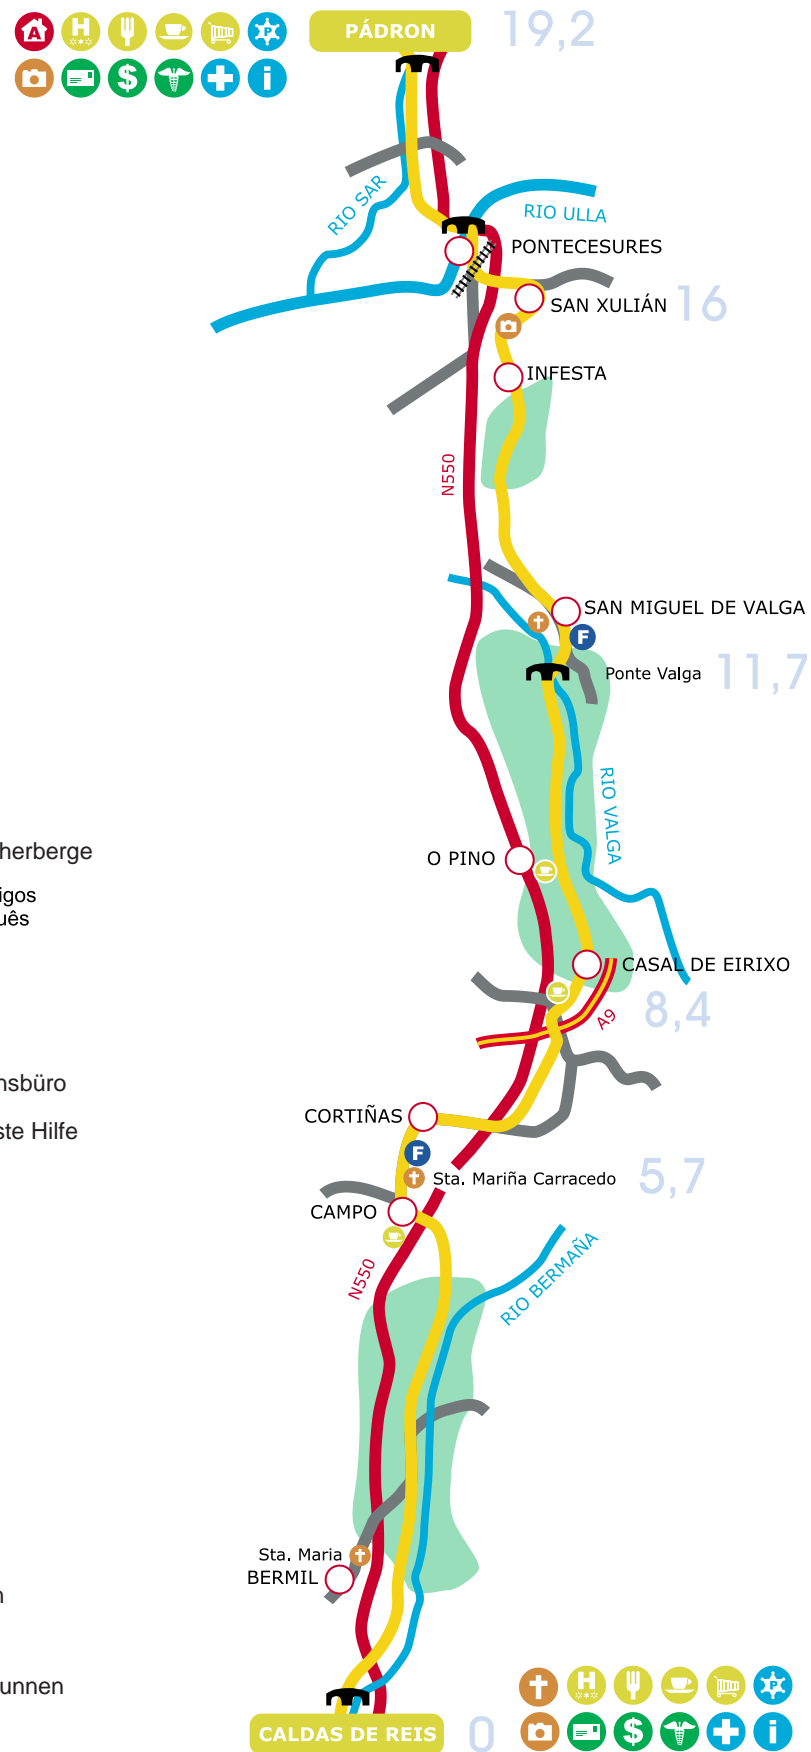 A H P
$ i
PÁDRON 19,2
RIO SAR
RIO ULLA
PONTECESURES
SAN XULIÁN 16
INFESTA
N550
SAN MIGUEL DE VALGA
F
Ponte Valga 11,7
RIO VALGA
herberge
O PINO
igos
uês
CASAL DE EIRIXO
A9 8,4
nsbüro
CORTIÑAS
ste Hilfe
F
Sta. Mariña Carracedo 5,7
CAMPO
RIO BERMAÑA
N550
Sta. Maria
BERMIL
n
unnen
H P
CALDAS DE REIS 0
$ i